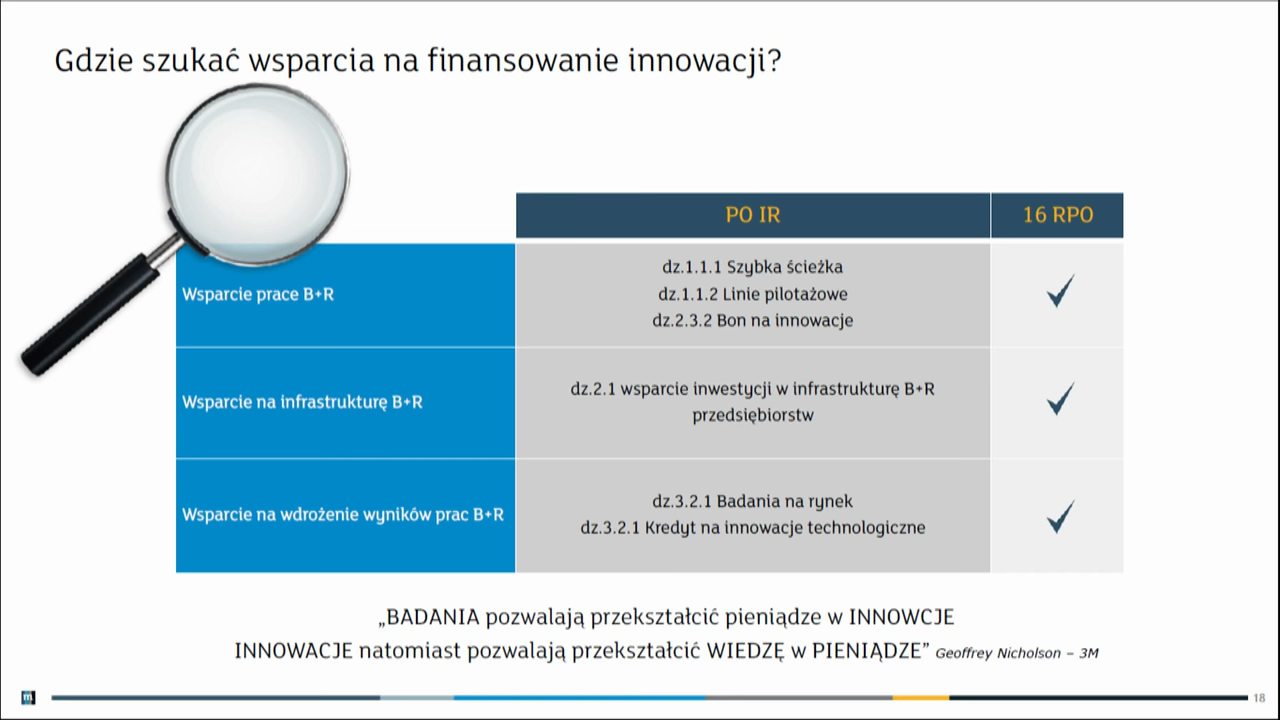 Gdzie szukać wsparcia na finansowanie innowacji?
PO IR
16 RPO
Wsparcie prace B+R
dz.1.1.1 Szybka ścieżka
dz.1.1.2 Linie pilotażowe
dz.2.3.2 Bon na innowacje
Wsparcie na infrastrukturę B+R
dz.2.1 wsparcie inwestycji w infrastrukturę B+R
przedsiębiorstw
Wsparcie na wdrożenie wyników prac B+R
dz.3.2.1 Badania na rynek
dz.3.2.1 Kredyt na innowacje technologiczne
„BADANIA pozwalają przekształcić pieniądze w INNOWCJE
INNOWACJE natomiast pozwalają przekształcić WIEDZĘ w PIENIĄDZE” Geoffrey Nicholson – 3M
m
18